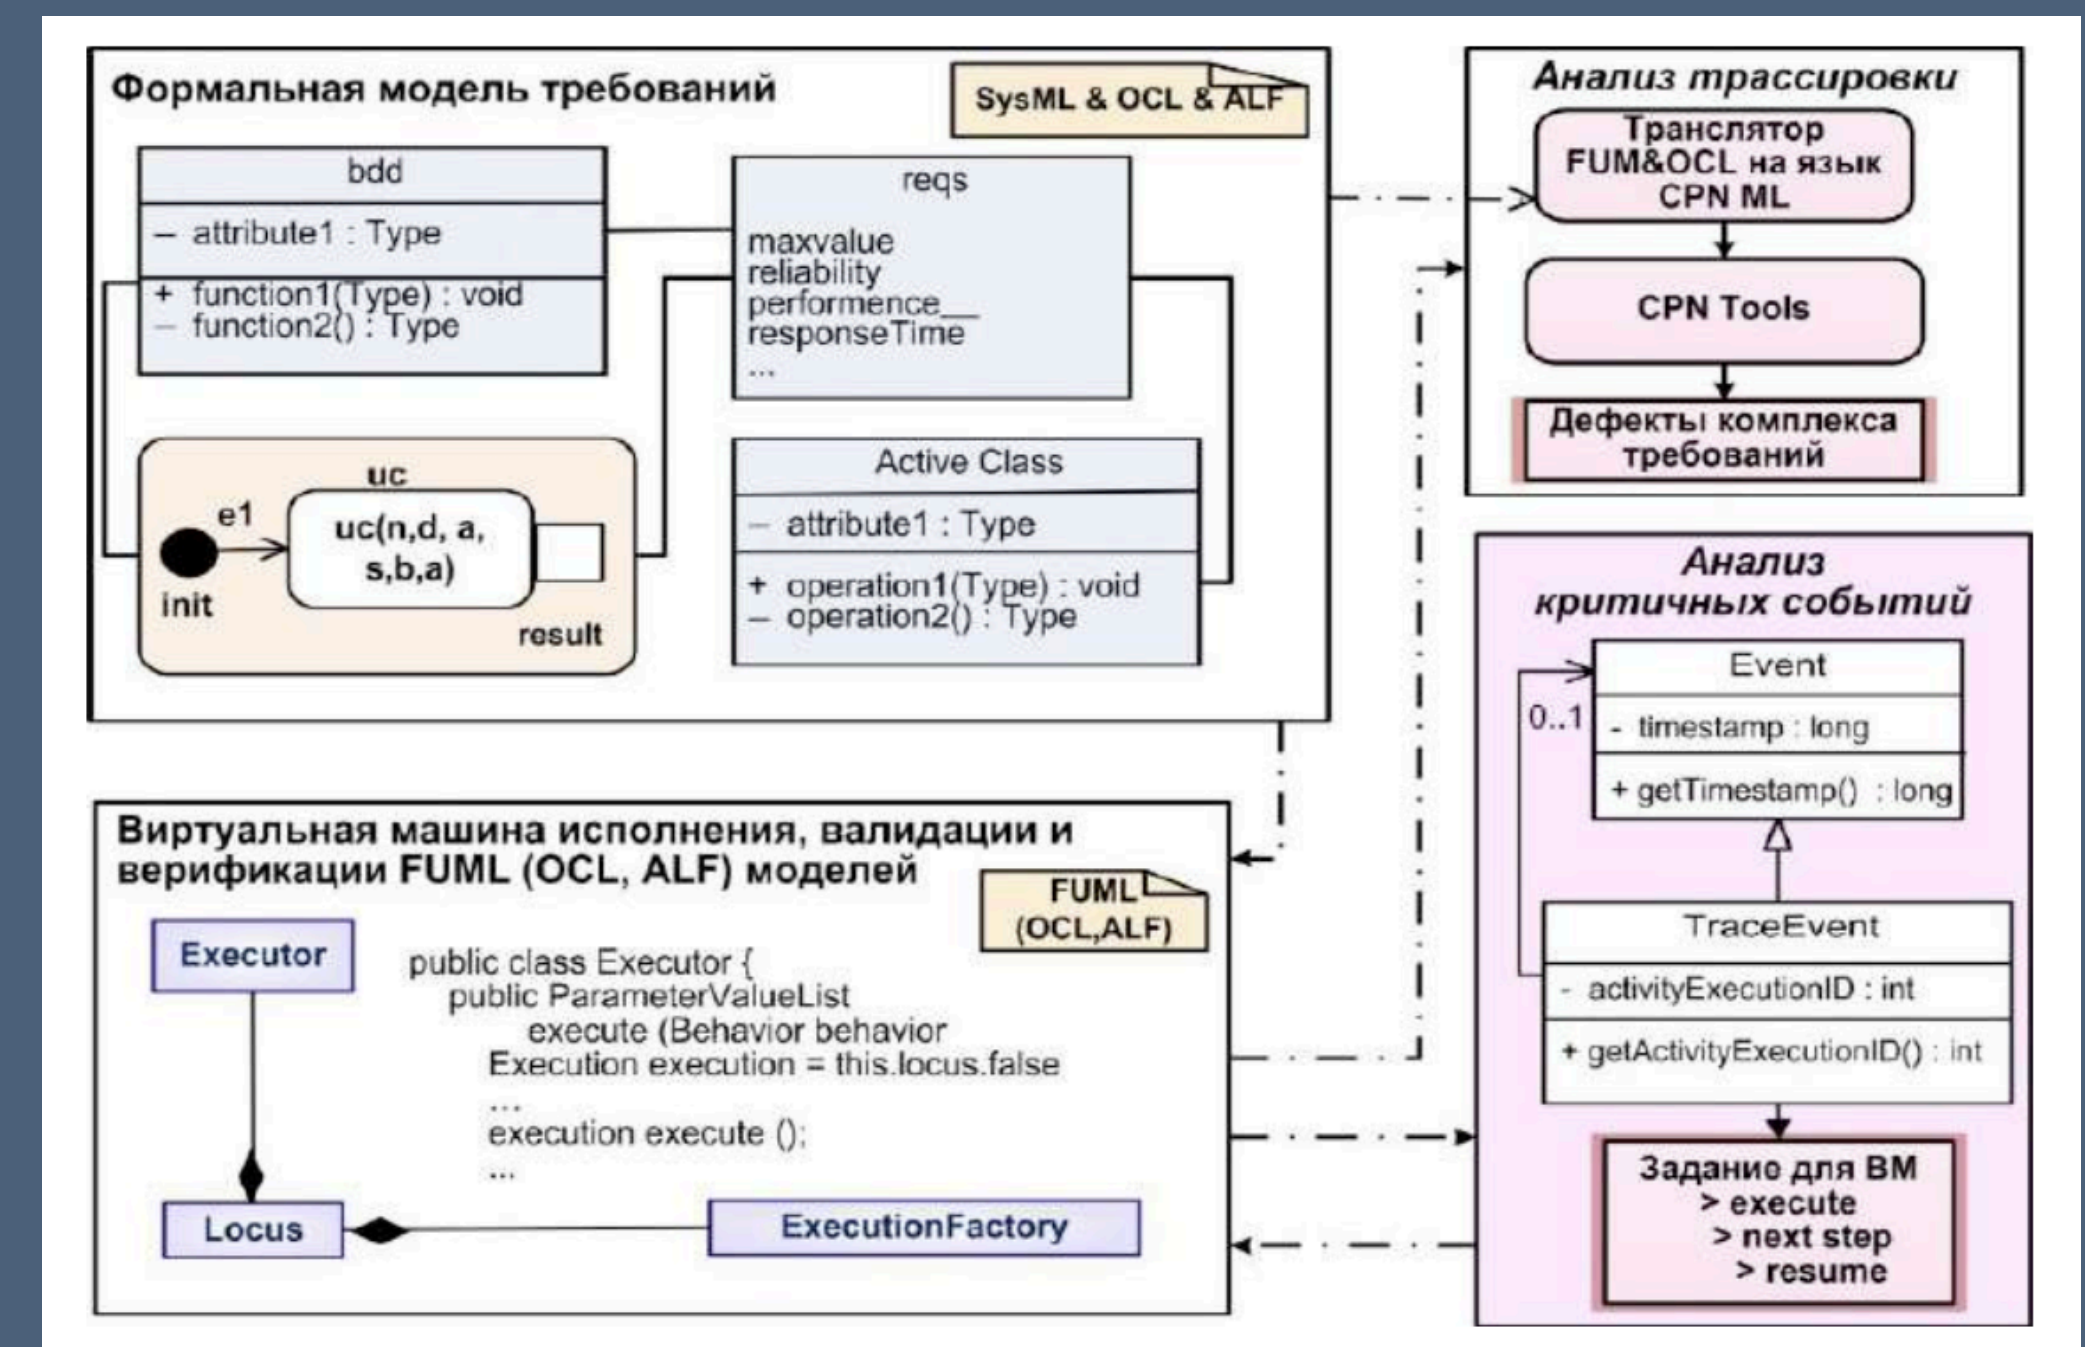 Формальная модель требований
SysML & OCL & ALF
bdd
– attribute1 : Type
+ function1(Type) : void
– function2() : Type
reqs
maxvalue
reliability
performence__
responseTime
...
uc
e1
uc(n,d, a,
s,b,a)
init
result
Active Class
– attribute1 : Type
+ operation1(Type) : void
– operation2() : Type
Анализ трассировки
Транслятор
FUM&OCL на язык
CPN ML
CPN Tools
Дефекты комплекса
требований
Виртуальная машина исполнения, валидации и
верификации FUML (OCL, ALF) моделей
FUML
(OCL,ALF)
Executor
public class Executor {
public ParameterValueList
execute (Behavior behavior
Execution execution = this.locus.false
...
execution execute ();
...
Locus
ExecutionFactory
Анализ
критичных событий
Event
0..1
- timestamp : long
+ getTimestamp() : long
TraceEvent
- activityExecutionID : int
+ getActivityExecutionID() : int
Задание для ВМ
> execute
> next step
> resume